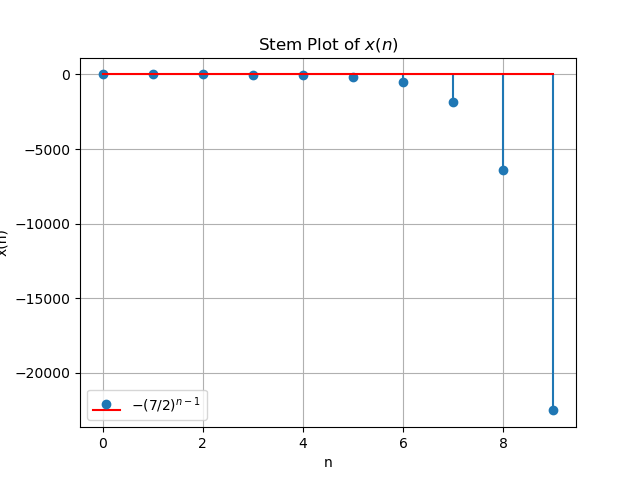 Stem Plot of x(n)
0
−5000
−10000
−15000
−20000
x(n)
−(7/2)^{n−1}
0 2 4 6 8
n